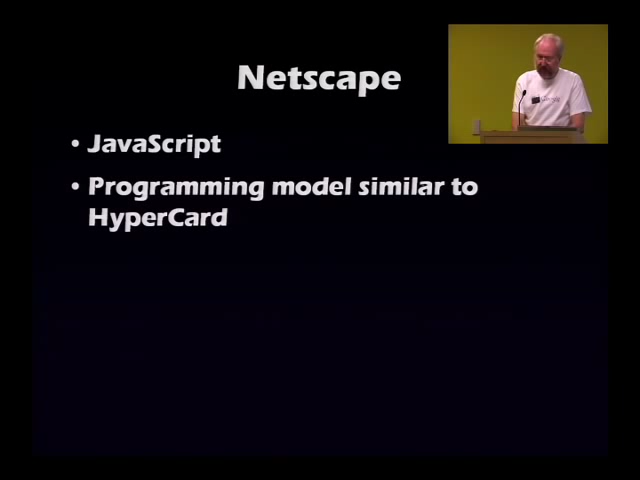 Netscape
• JavaScript
• Programming model similar to
HyperCard